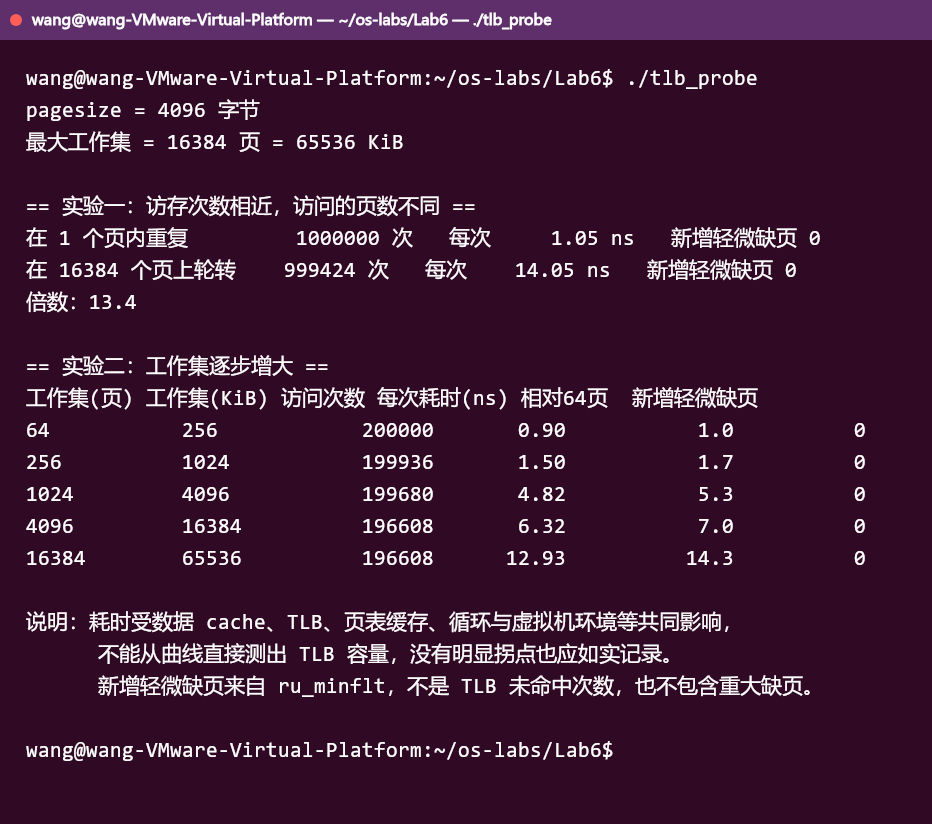 wang@wang-VMware-Virtual-Platform — ~/os-labs/Lab6 — ./tlb_probe
wang@wang-VMware-Virtual-Platform:~/os-labs/Lab6$ ./tlb_probe
pagesize = 4096 字节
最大工作集 = 16384 页 = 65536 KiB
== 实验一：访存次数相近，访问的页数不同 ==
在 1 个页内重复 1000000 次 每次 1.05 ns 新增轻微缺页 0
在 16384 个页上轮转 999424 次 每次 14.05 ns 新增轻微缺页 0
倍数：13.4
== 实验二：工作集逐步增大 ==
工作集(页) 工作集(KiB) 访问次数 每次耗时(ns) 相对64页 新增轻微缺页
64 256 200000 0.90 1.0 0
256 1024 199936 1.50 1.7 0
1024 4096 199680 4.82 5.3 0
4096 16384 196608 6.32 7.0 0
16384 65536 196608 12.93 14.3 0
说明：耗时受数据 cache、TLB、页表缓存、循环与虚拟机环境等共同影响，
不能从曲线直接测出 TLB 容量，没有明显拐点也应如实记录。
新增轻微缺页来自 ru_minflt，不是 TLB 未命中次数，也不包含重大缺页。
wang@wang-VMware-Virtual-Platform:~/os-labs/Lab6$